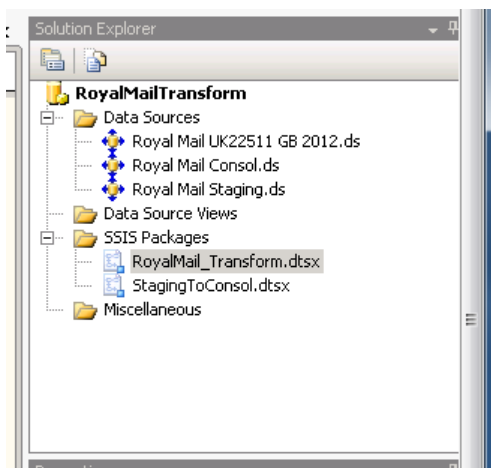 Solution Explorer
RoyalMailTransform
Data Sources
Royal Mail UK22511 GB 2012.ds
Royal Mail Consol.ds
Royal Mail Staging.ds
Data Source Views
SSIS Packages
RoyalMail_Transform.dtsx
StagingToConsol.dtsx
Miscellaneous